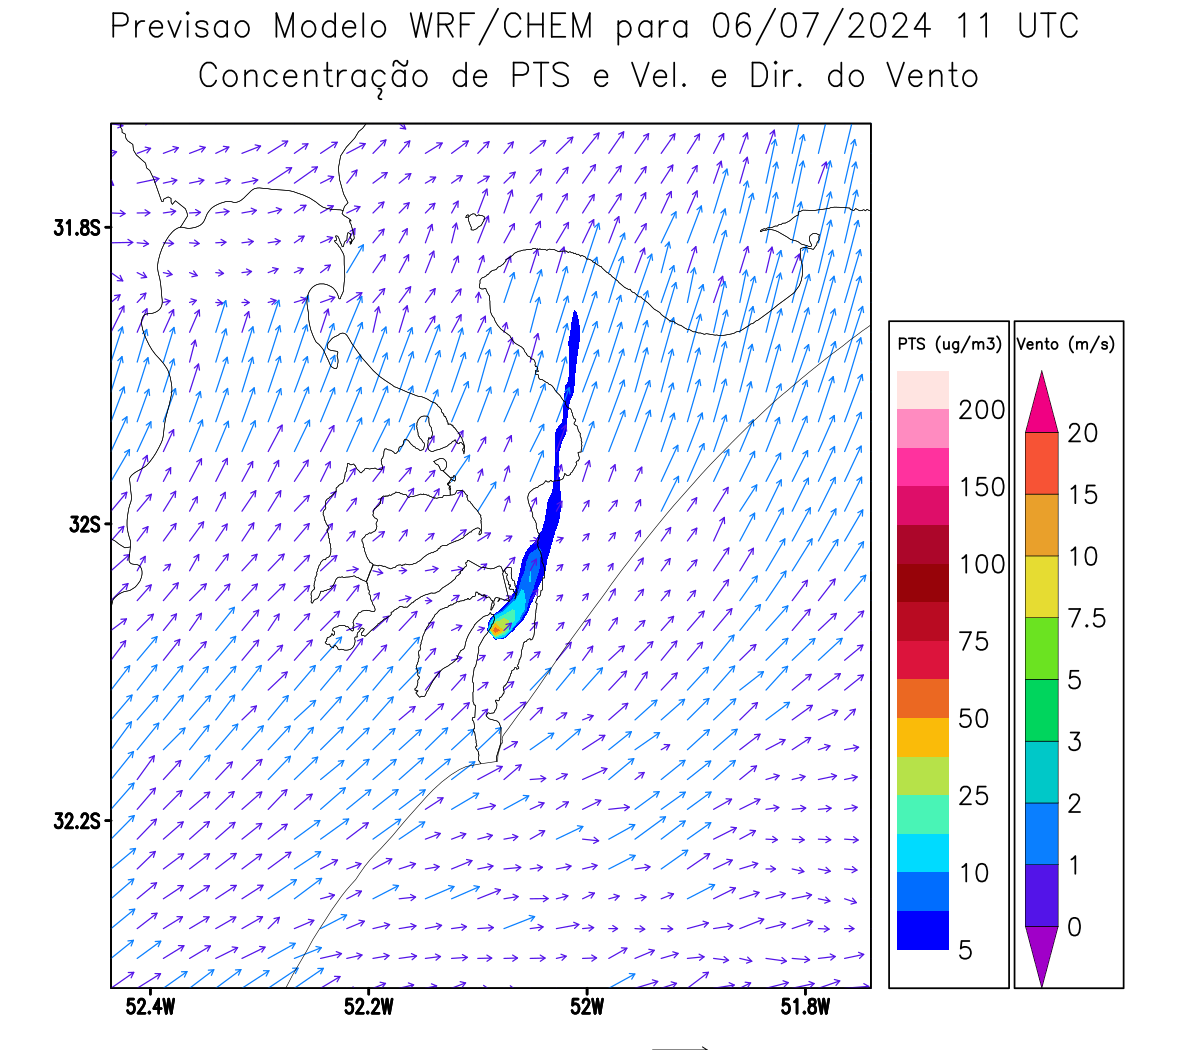 Previsao Modelo WRF/CHEM para 06/07/2024 11 UTC
Concentração de PTS e Vel. e Dir. do Vento
31.8S
32S
32.2S
52.4W
52.2W
52W
51.8W
PTS (ug/m3)
200
150
100
75
50
25
10
5
Vento (m/s)
20
15
10
7.5
5
3
2
1
0